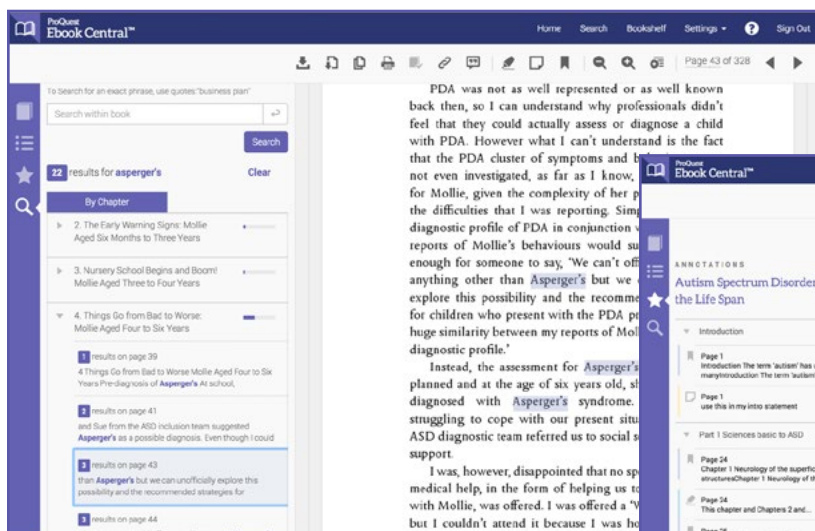 ProQuest
Ebook Central™
Home Search Bookshelf Settings ? Sign Out
Page 43 of 328
To Search for an exact phrase, use quotes:"business plan"
Search within book
Search
22 results for asperger's Clear
By Chapter
2. The Early Warning Signs: Mollie
Aged Six Months to Three Years
3. Nursery School Begins and Boom!
Mollie Aged Three to Four Years
4. Things Go from Bad to Worse:
Mollie Aged Four to Six Years
1 results on page 39
4 Things Go from Bad to Worse Mollie Aged Four to Six
Years Pre-diagnosis of Asperger's At school,
2 results on page 41
and Sue from the ASD inclusion team suggested
Asperger's as a possible diagnosis. Even though I could
3 results on page 43
than Asperger's but we can unofficially explore this
possibility and the recommended strategies for
3 results on page 44
PDA was not as well represented or as well known
back then, so I can understand why professionals didn't
feel that they could actually assess or diagnose a child
with PDA. However what I can't understand is the fact
that the PDA cluster of symptoms and
not even investigated, as far as I know,
for Mollie, given the complexity of her
the difficulties that I was reporting.
diagnostic profile of PDA in conjunction
reports of Mollie's behaviours would
enough for someone to say, 'We can't
anything other than Asperger's but we
explore this possibility and the
for children who present with the PDA
huge similarity between my reports of
diagnostic profile.'
Instead, the assessment for Asperger's
planned and at the age of six years old,
diagnosed with Asperger's syndrome.
struggling to cope with our present
ASD diagnostic team referred us to social
support.
I was, however, disappointed that no
medical help, in the form of helping us
with Mollie, was offered. I was offered a
but I couldn't attend it because I was
ProQuest
Ebook Central™
ANNOTATIONS
Autism Spectrum Disorder
the Life Span
Introduction
Page 1
Introduction The term 'autism' has
manyIntroduction The term 'autism'
Page 1
use this in my intro statement
Part 1 Sciences basic to ASD
Page 24
Chapter 1 Neurology of the
structuresChapter 1 Neurology of
Page 24
This chapter and Chapters 2 and...